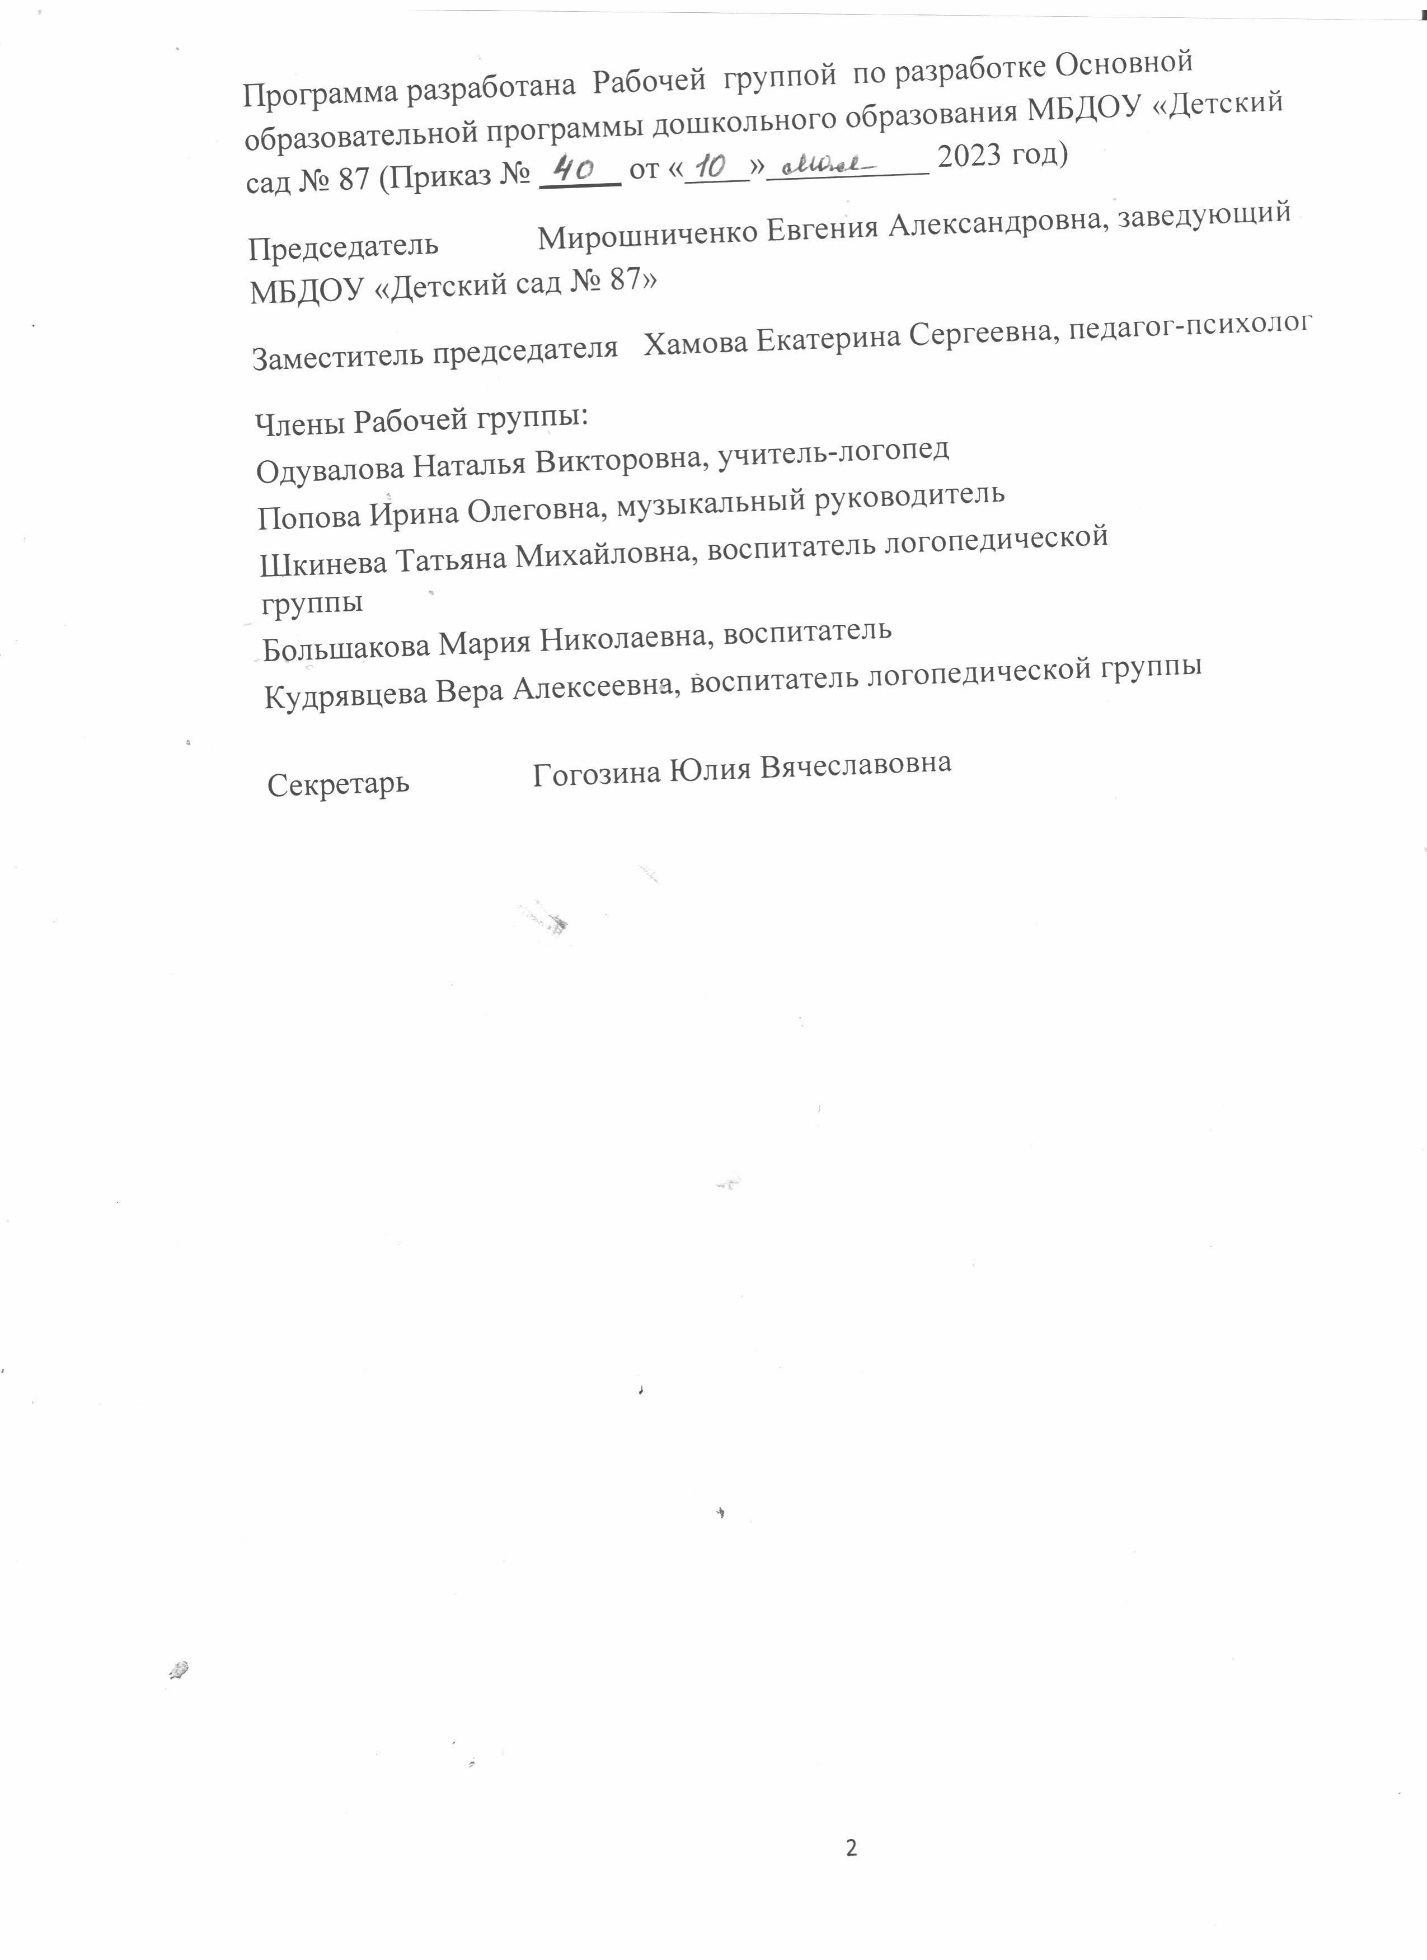 Программа разработана Рабочей группой по разработке Основной
образовательной программы дошкольного образования МБДОУ «Детский
сад № 87 (Приказ № 40 от «10» 2023 год)
Председатель Мирошниченко Евгения Александровна, заведующий
МБДОУ «Детский сад № 87»
Заместитель председателя Хамова Екатерина Сергеевна, педагог-психолог
Члены Рабочей группы:
Одувалова Наталья Викторовна, учитель-логопед
Попова Ирина Олеговна, музыкальный руководитель
Шкинева Татьяна Михайловна, воспитатель логопедической
группы
Большакова Мария Николаевна, воспитатель
Кудрявцева Вера Алексеевна, воспитатель логопедической группы
Секретарь Гогозина Юлия Вячеславовна
2